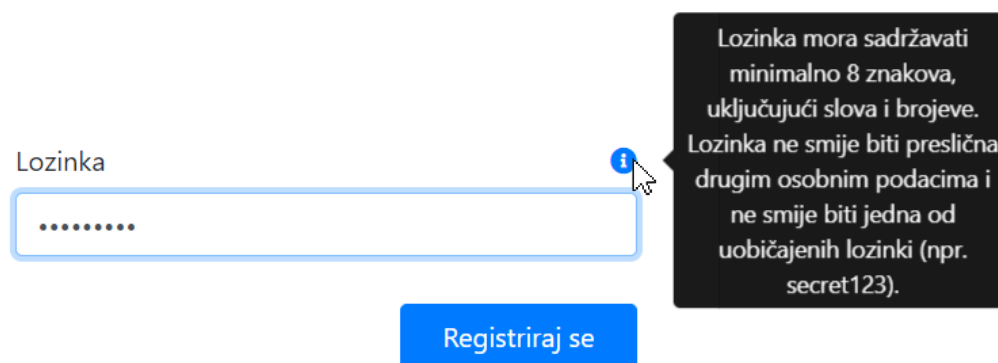 Lozinka
•••••••••
Registriraj se
Lozinka mora sadržavati
minimalno 8 znakova,
uključujući slova i brojeve.
Lozinka ne smije biti preslična
drugim osobnim podacima i
ne smije biti jedna od
uobičajenih lozinki (npr.
secret123).